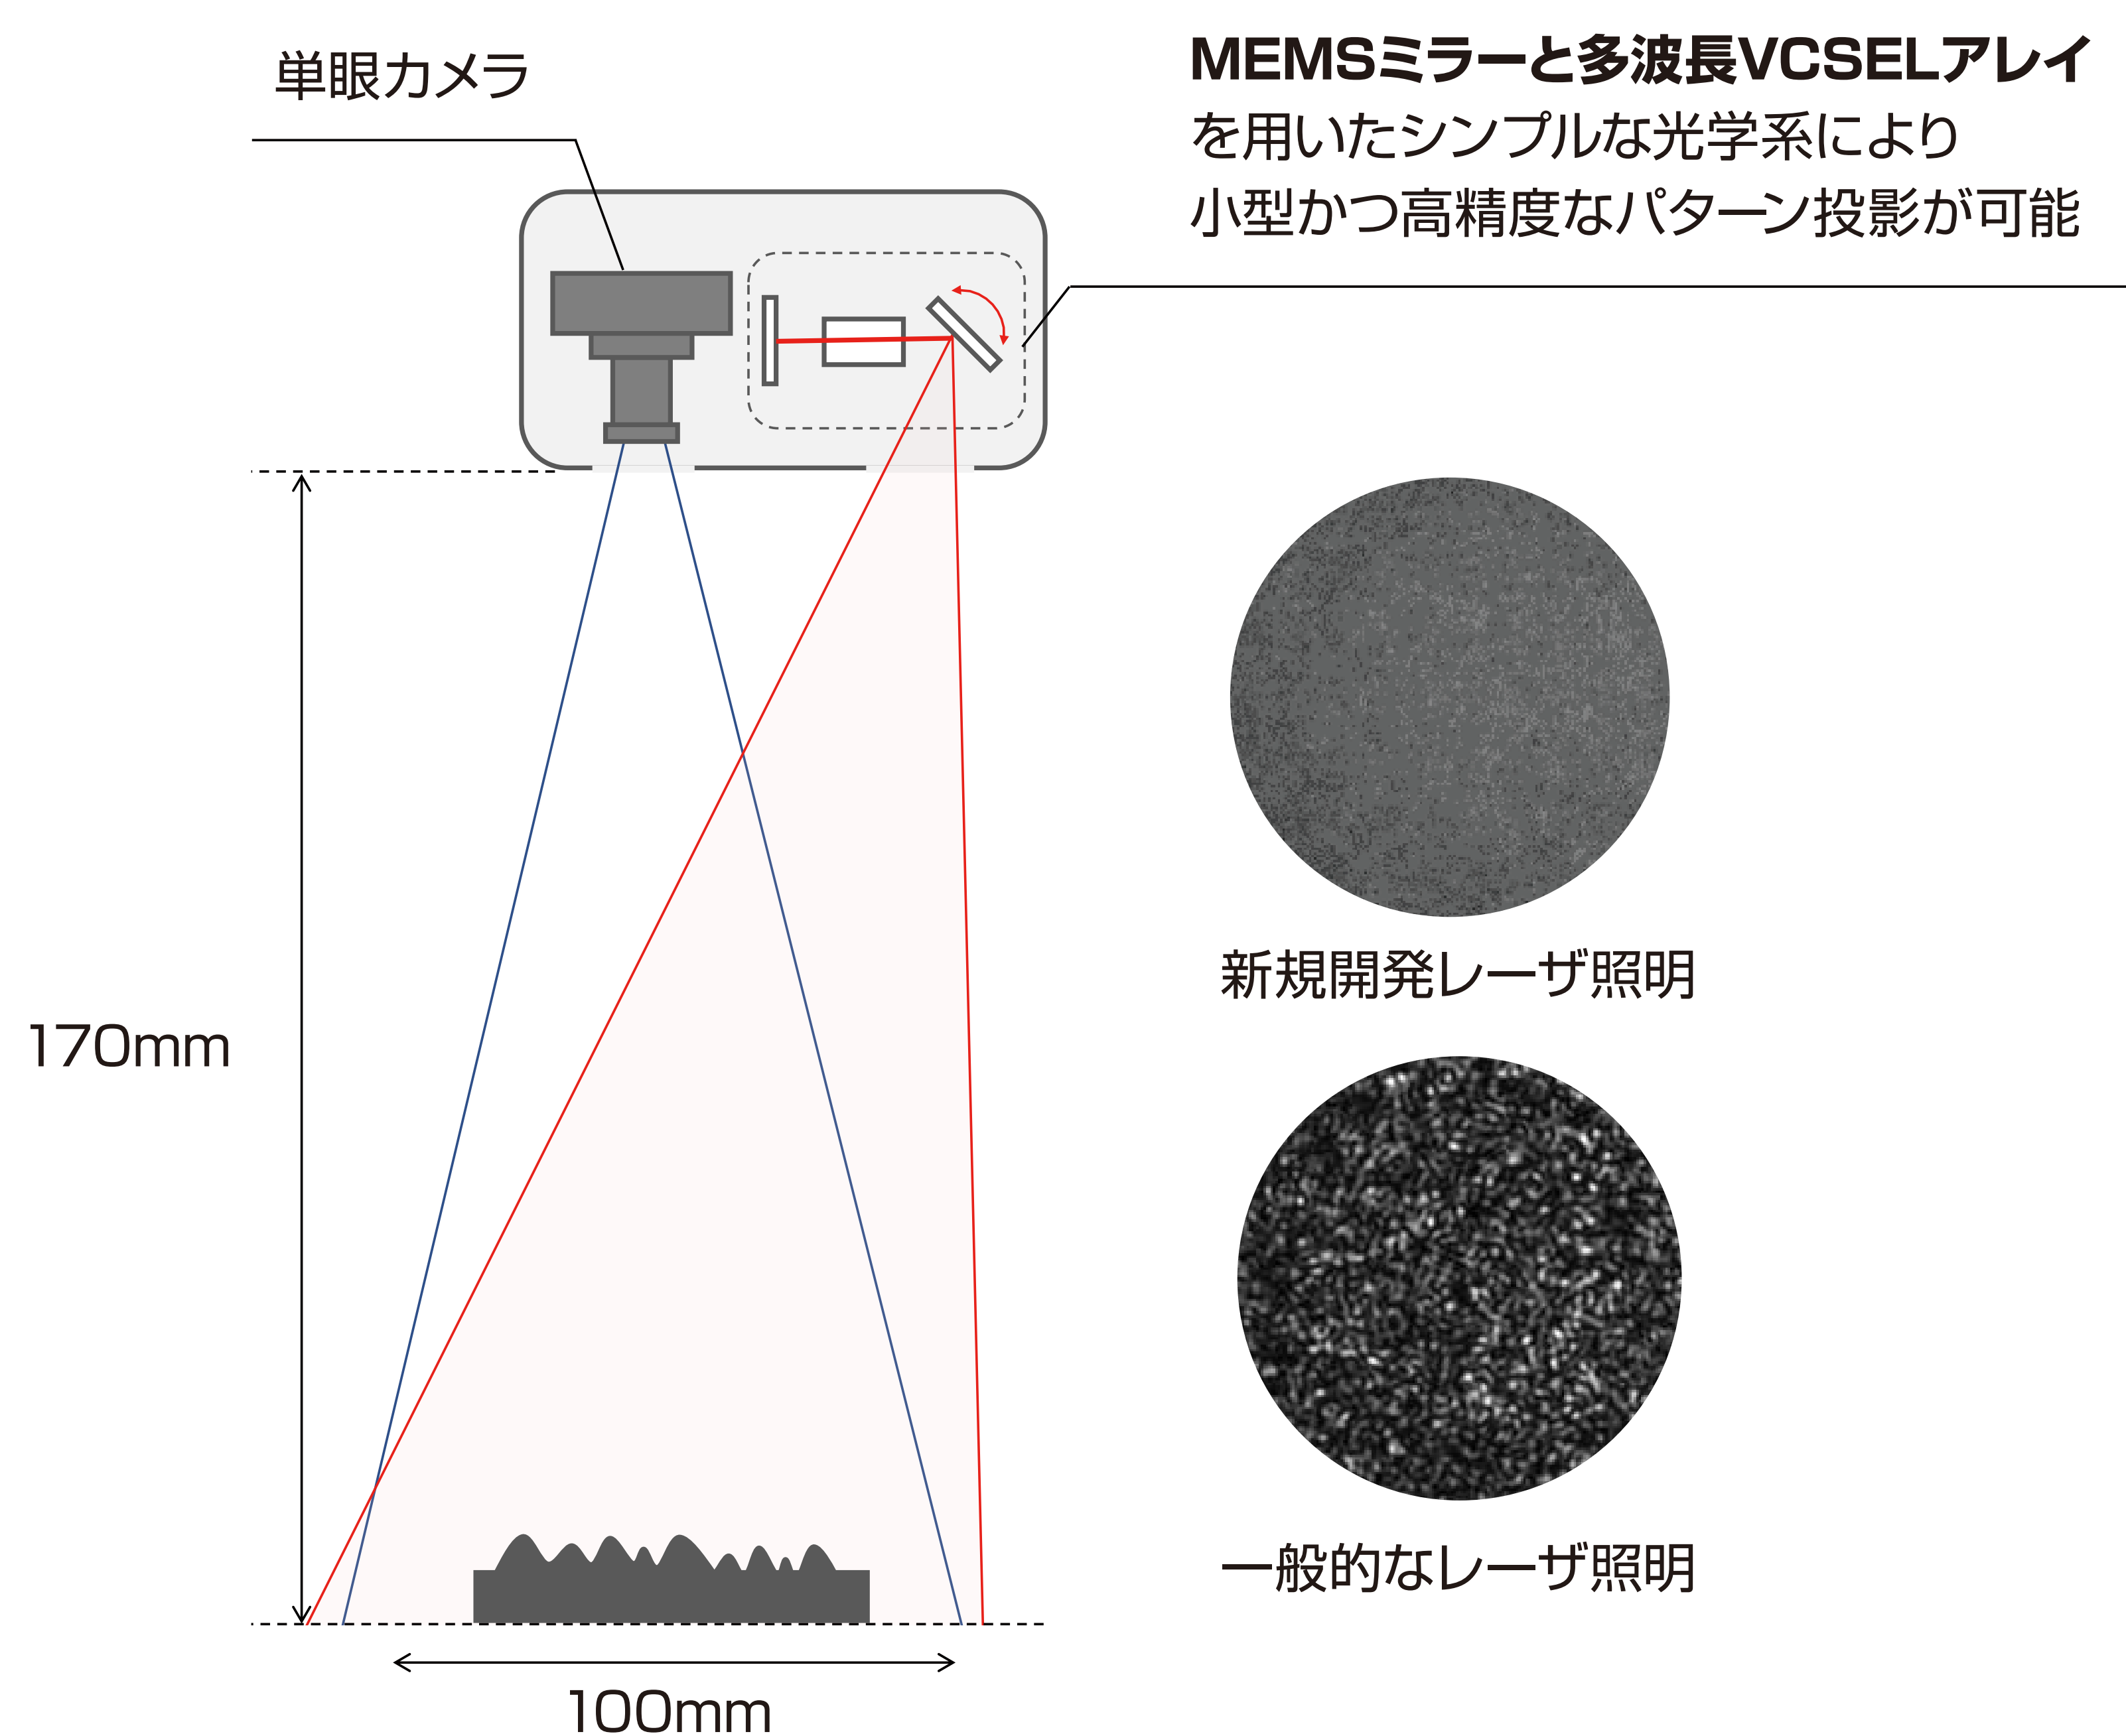 単眼カメラ
MEMSミラーと多波長VCSELアレイ
を用いたシンプルな光学系により
小型かつ高精度なパターン投影が可能
新規開発レーザ照明
170mm
一般的なレーザ照明
100mm